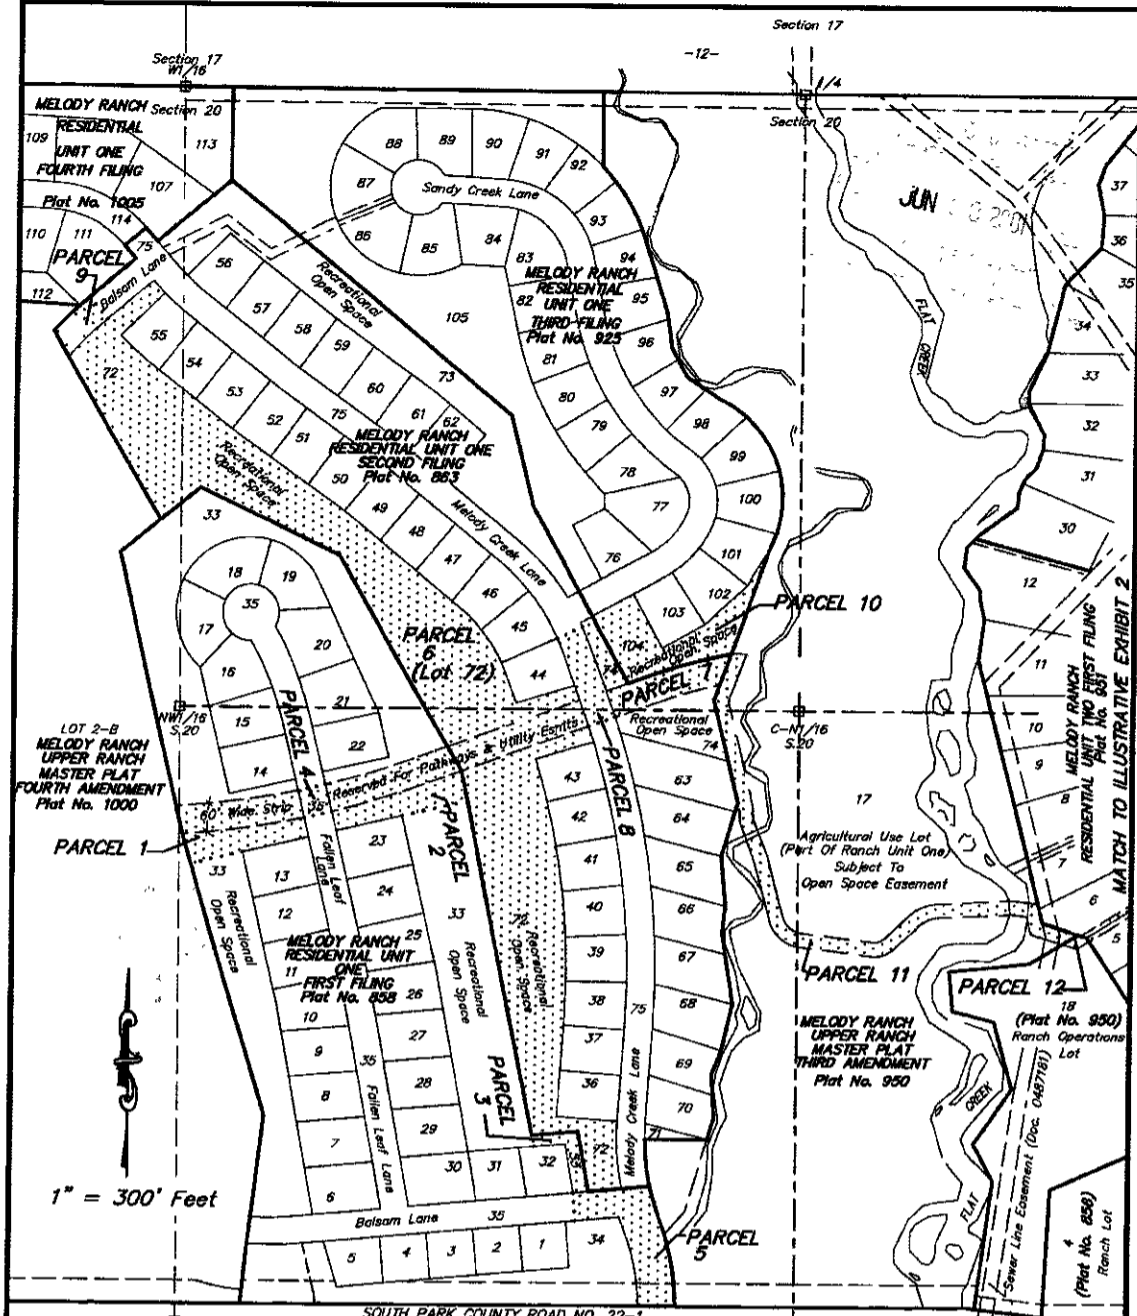 Section 17
-12-
Section 17
W1/16
1/4
Section 20
Section 20
MELODY RANCH
RESIDENTIAL
UNIT ONE
FOURTH FILING
Plat No. 1005
109
113
107
114
110
111
112
75
PARCEL
9
Balsam Lane
88
89
90
91
92
87
Sandy Creek Lane
86
85
84
83
93
94
95
96
82
81
80
79
78
77
76
97
98
99
100
101
102
103
104
105
MELODY RANCH
RESIDENTIAL
UNIT ONE
THIRD FILING
Plat No. 925
JUN
2001
FLAT
CREEK
37
36
35
34
33
32
31
30
56
57
58
59
60
61
62
73
Recreational
Open Space
72
55
54
53
52
51
75
50
49
48
47
46
45
44
MELODY RANCH
RESIDENTIAL UNIT ONE
SECOND FILING
Plat No. 863
Recreational
Open Space
Melody Creek Lane
33
18
19
35
17
20
16
21
15
22
14
PARCEL
6
(Lot 72)
PARCEL 4
PARCEL 10
Recreational
Open Space
74
PARCEL 7
Recreational
Open Space
74
NW1/16
S.20
C-N1/16
S.20
LOT 2-B
MELODY RANCH
UPPER RANCH
MASTER PLAT
FOURTH AMENDMENT
Plat No. 1000
60' Wide Strip
35
Reserved For Pathways & Utility Esmtts
PARCEL 1
PARCEL
2
PARCEL 8
12
11
10
9
8
7
6
5
MELODY RANCH
RESIDENTIAL UNIT TWO FIRST FILING
Plat No. 951
MATCH TO ILLUSTRATIVE EXHIBIT 2
17
Agricultural Use Lot
(Part Of Ranch Unit One)
Subject To
Open Space Easement
43
42
41
40
39
38
37
36
63
64
65
66
67
68
69
70
71
75
72
Recreational
Open Space
72
Melody Creek Lane
33
Recreational
Open Space
23
24
25
26
27
28
29
30
31
32
33
13
12
11
10
9
8
7
6
Fallen Leaf
Lane
33
Recreational
Open Space
MELODY RANCH
RESIDENTIAL UNIT
ONE
FIRST FILING
Plat No. 858
35
Fallen Leaf Lane
PARCEL
3
PARCEL 11
PARCEL 12
18
(Plat No. 950)
Ranch Operations
Lot
MELODY RANCH
UPPER RANCH
MASTER PLAT
THIRD AMENDMENT
Plat No. 950
CREEK
FLAT
Sewer Line Easement (Doc. 0487181)
4
(Plat No. 858)
Ranch Lot
1" = 300' Feet
Balsam Lane
35
5
4
3
2
1
34
PARCEL
5
SOUTH PARK COUNTY ROAD NO. 22-1